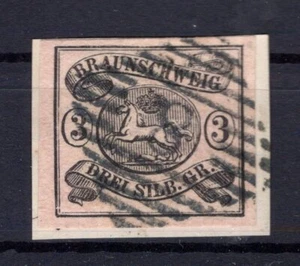 BRAUNSCHWEIG
3 3
DREI SILB. GR.